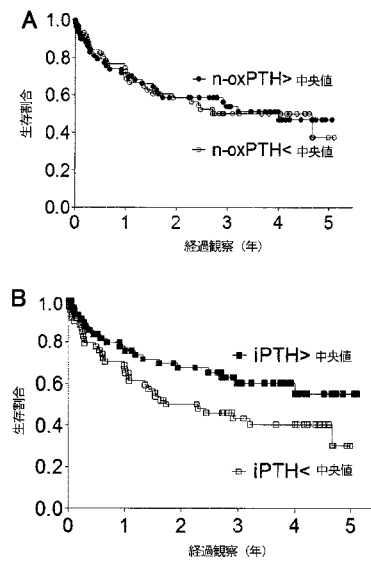 A
1.0
0.8
0.6
0.4
0.2
0.0
生存割合
n-oxPTH> 中央値
n-oxPTH< 中央値
0 1 2 3 4 5
経過観察（年）
B
1.0
0.8
0.6
0.4
0.2
0.0
生存割合
iPTH> 中央値
iPTH< 中央値
0 1 2 3 4 5
経過観察（年）